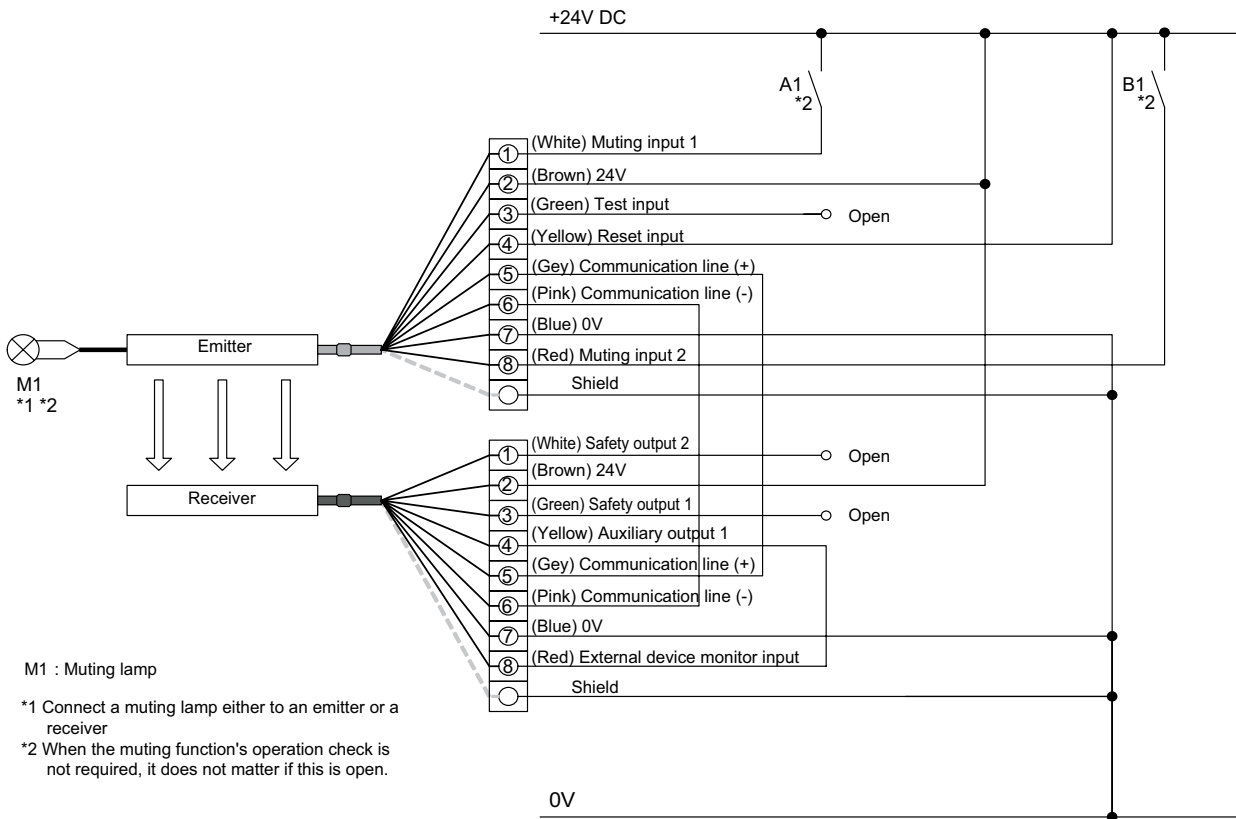 +24V DC
A1
*2
B1
*2
① (White) Muting input 1
② (Brown) 24V
③ (Green) Test input
Open
④ (Yellow) Reset input
⑤ (Gey) Communication line (+)
⑥ (Pink) Communication line (-)
⑦ (Blue) 0V
⑧ (Red) Muting input 2
Shield
Emitter
M1
*1 *2
Receiver
① (White) Safety output 2
Open
② (Brown) 24V
③ (Green) Safety output 1
Open
④ (Yellow) Auxiliary output 1
⑤ (Gey) Communication line (+)
⑥ (Pink) Communication line (-)
⑦ (Blue) 0V
⑧ (Red) External device monitor input
Shield
M1 : Muting lamp
*1 Connect a muting lamp either to an emitter or a
receiver
*2 When the muting function's operation check is
not required, it does not matter if this is open.
0V